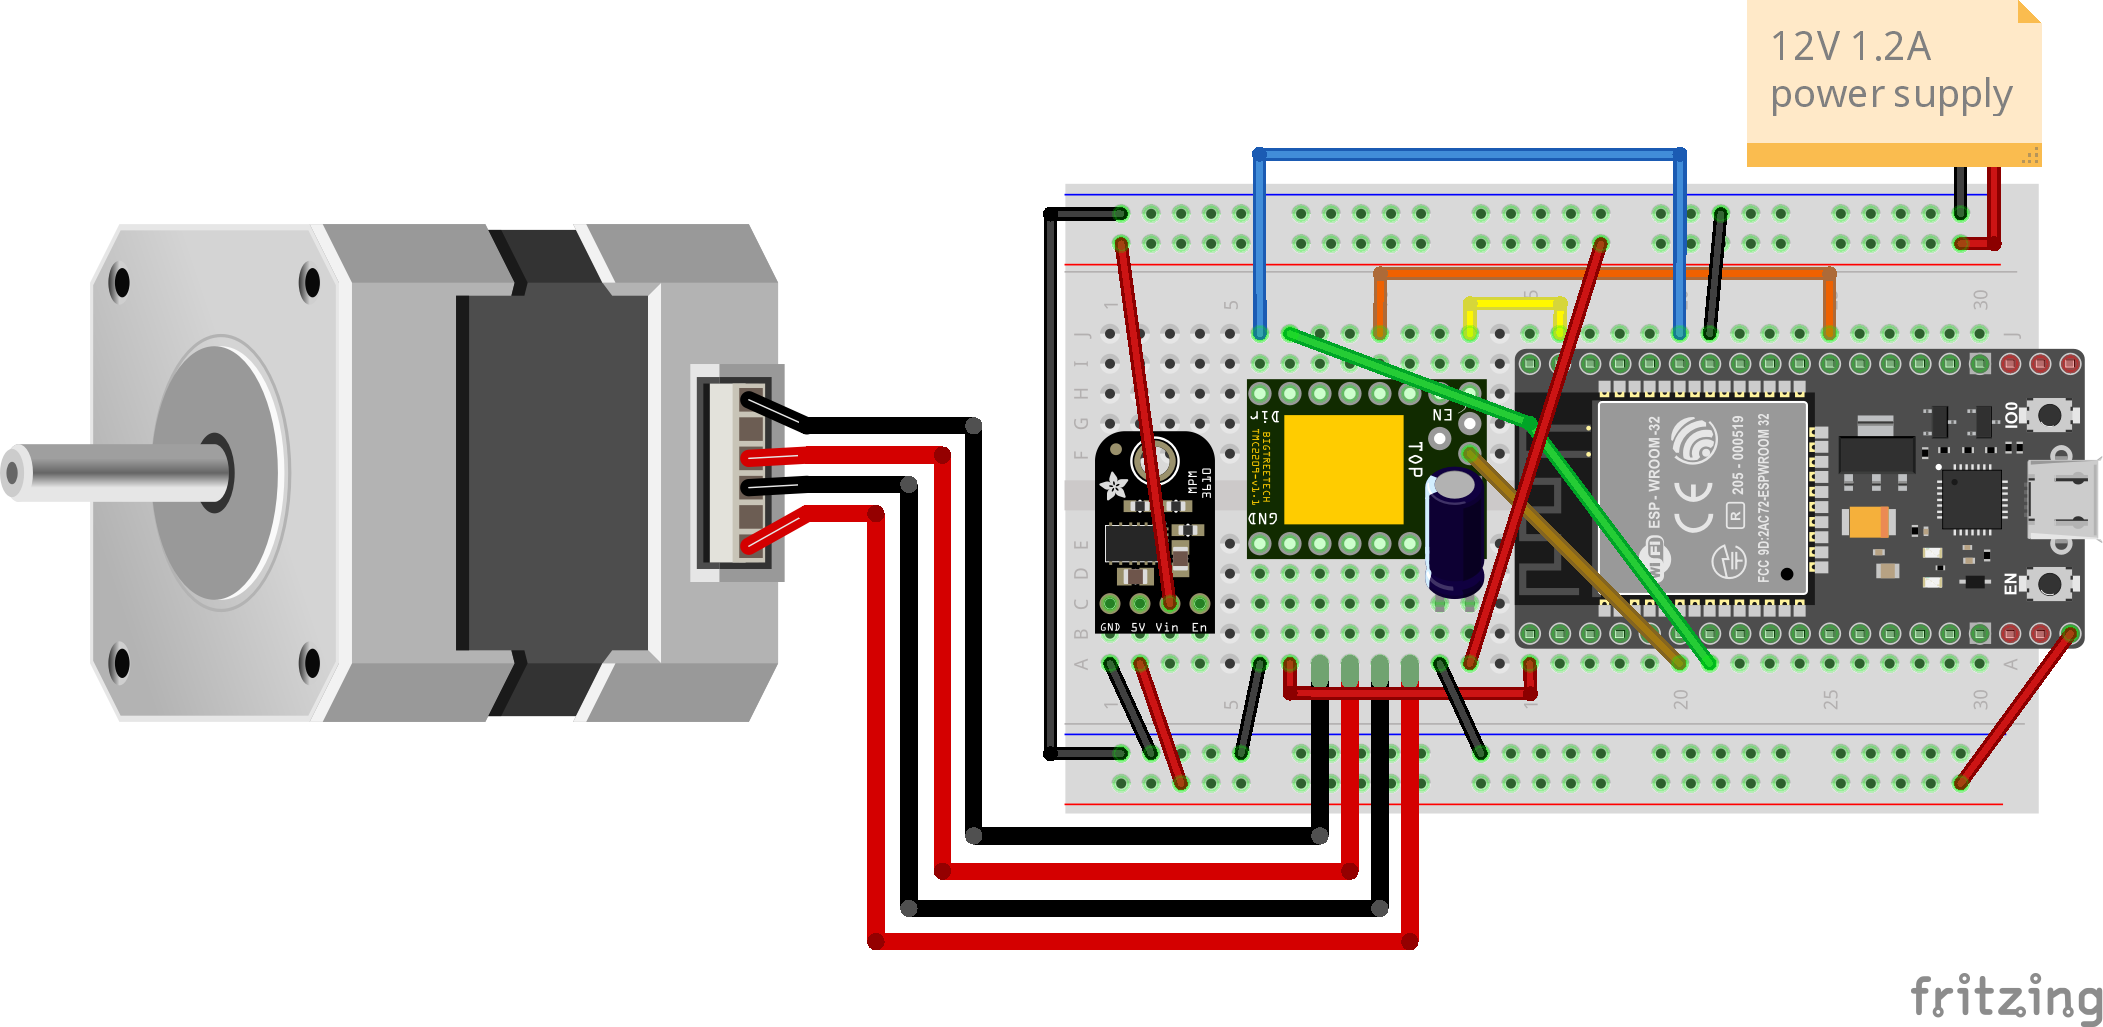 12V 1.2A
power supply
1
5
30
J
I
H
G
F
E
D
C
B
A
Dir
EN
TOP
BIGTREETECH
TMC2209-v1.1
GND
MPM
3610
GND 5V Vin En
WiFi ESP - WROOM-32
CE
R 205 - 000519
FCC 9D:2AC72-ESPWROOM 32
IO0
EN
J
A
1
5
20
25
30
fritzing